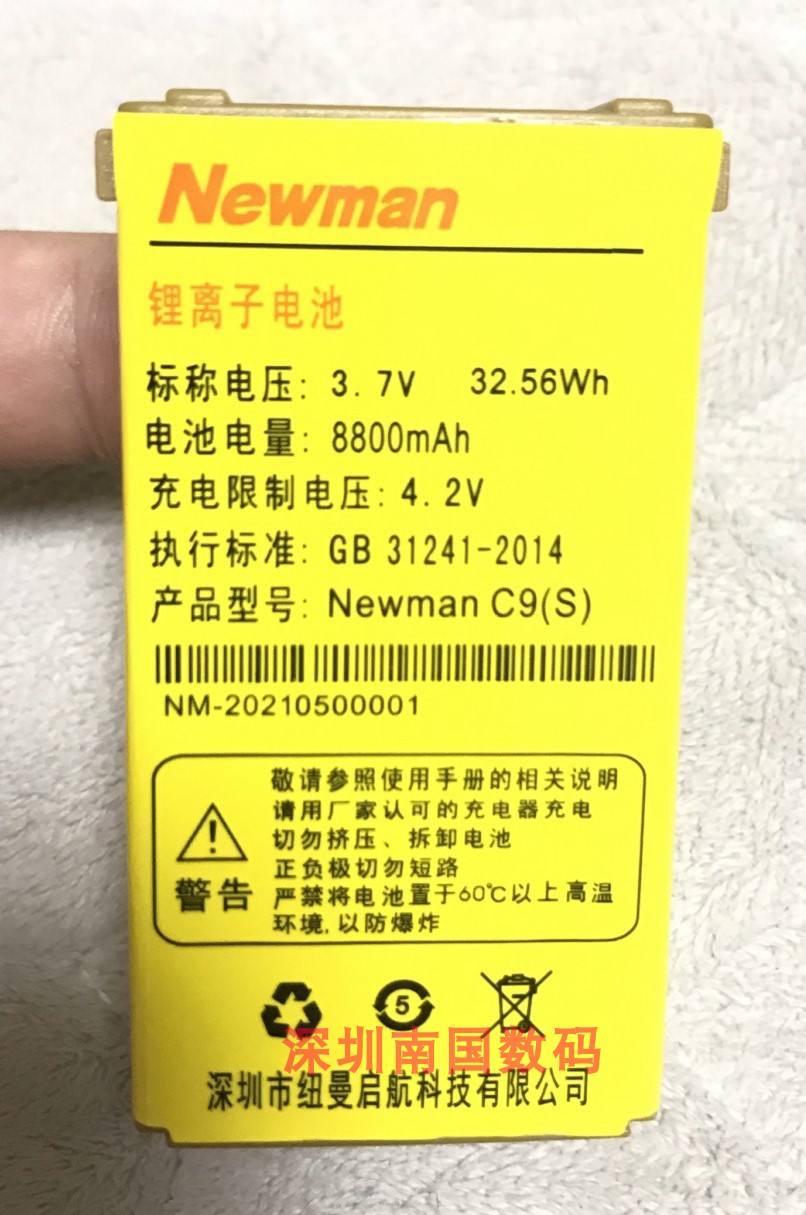 Newman
锂离子电池
标称电压: 3.7V 32.56Wh
电池电量: 8800mAh
充电限制电压: 4.2V
执行标准: GB 31241-2014
产品型号: Newman C9(S)
NM-20210500001
敬请参照使用手册的相关说明
请用厂家认可的充电器充电
切勿挤压、拆卸电池
正负极切勿短路
严禁将电池置于60℃以上高温
环境,以防爆炸
警告
5
深圳南国数码
深圳市纽曼启航科技有限公司